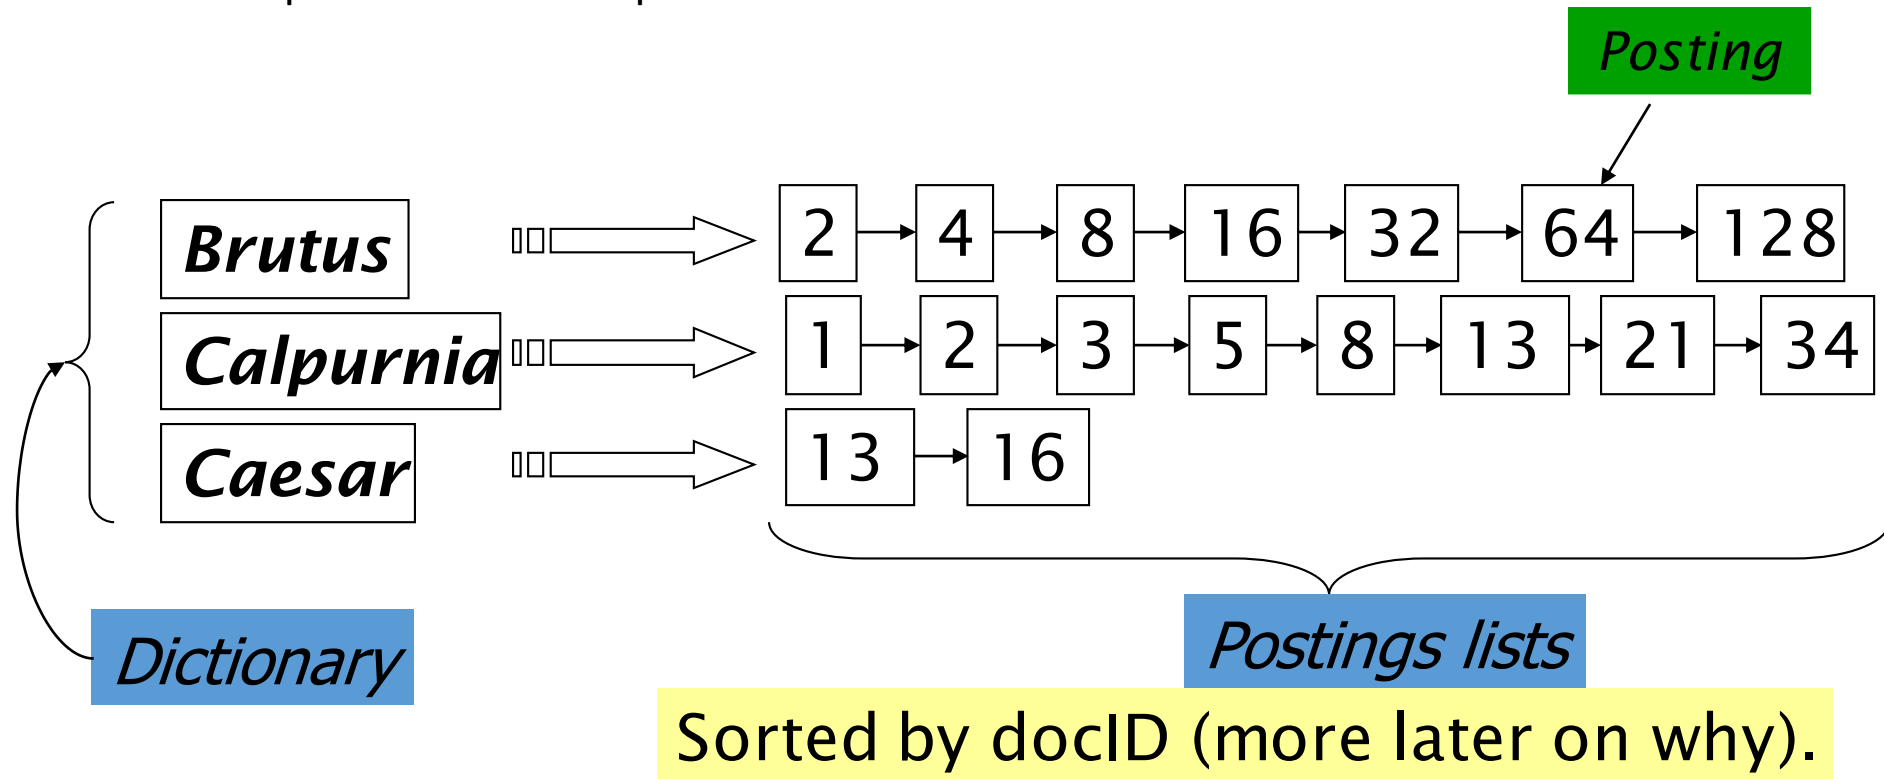 Posting
Brutus 2 4 8 16 32 64 128
Calpurnia 1 2 3 5 8 13 21 34
Caesar 13 16
Dictionary
Postings lists
Sorted by docID (more later on why).